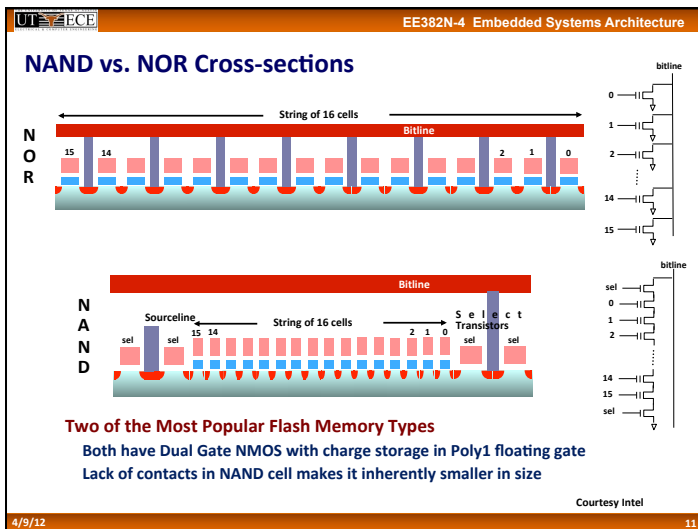 UT ECE
EE382N-4 Embedded Systems Architecture
NAND vs. NOR Cross-sections
String of 16 cells
Bitline
N
O
R
15 14 2 1 0
bitline
0
1
2
14
15
Bitline
N
A
N
D
Sourceline
String of 16 cells
Select
Transistors
sel sel 15 14 2 1 0 sel sel
bitline
sel
0
1
2
14
15
sel
Two of the Most Popular Flash Memory Types
Both have Dual Gate NMOS with charge storage in Poly1 floating gate
Lack of contacts in NAND cell makes it inherently smaller in size
Courtesy Intel
4/9/12
11